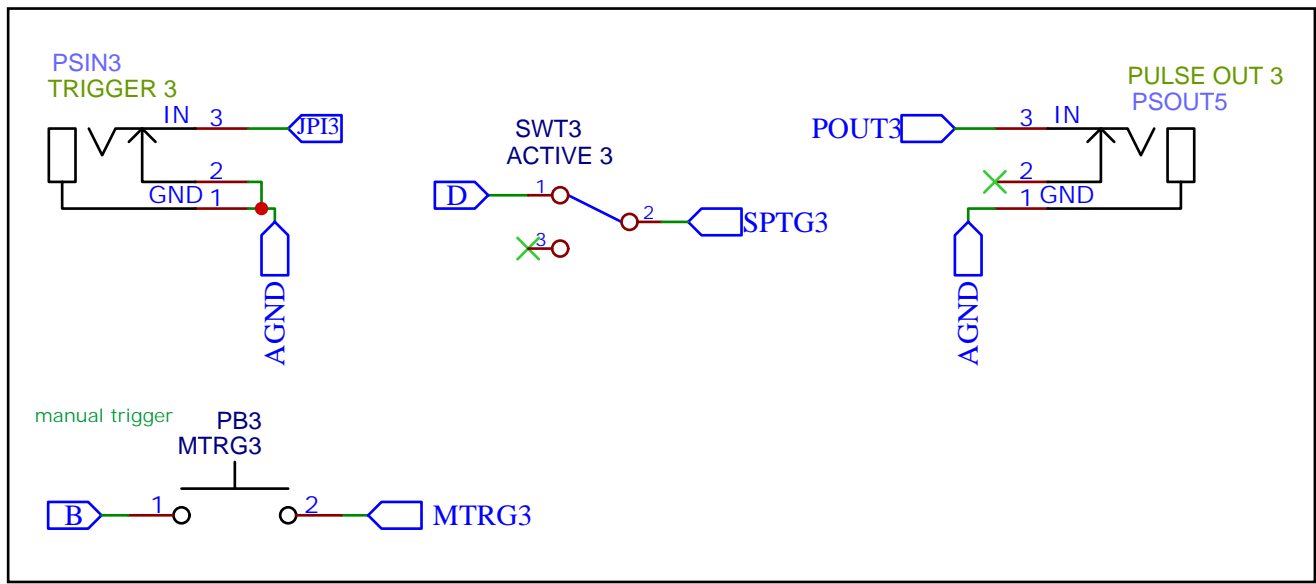 PSIN3
TRIGGER 3
IN 3
JPI3
2
GND 1
AGND
SWT3
ACTIVE 3
D
1
2
SPTG3
3
PULSE OUT 3
PSOUT5
POUT3
3 IN
2
1 GND
AGND
manual trigger
PB3
MTRG3
B
1
2
MTRG3